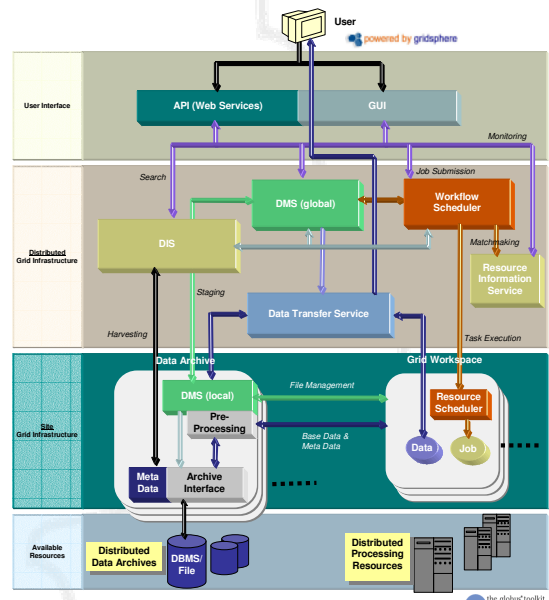 User
powered by gridsphere
User Interface
API (Web Services)
GUI
Monitoring
Search
Job Submission
Distributed
Grid Infrastructure
DMS (global)
Workflow
Scheduler
DIS
Matchmaking
Resource
Information
Service
Staging
Data Transfer Service
Harvesting
Task Execution
Data Archive
Grid Workspace
Site
Grid Infrastructure
DMS (local)
File Management
Resource
Scheduler
Pre-
Processing
Base Data &
Meta Data
Data
Job
Meta
Data
Archive
Interface
Available
Resources
Distributed
Data Archives
DBMS/
File
Distributed
Processing
Resources
the globus toolkit